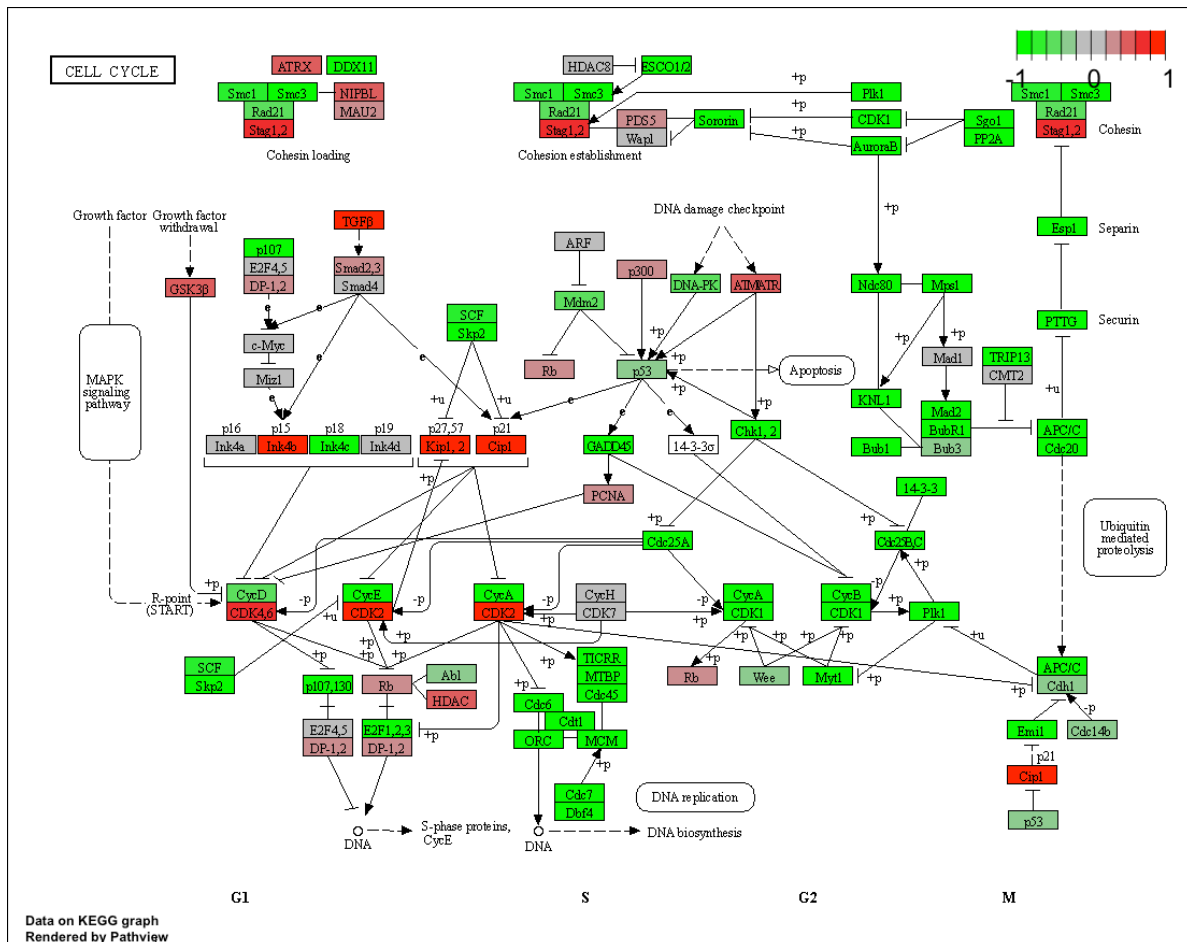 CELL CYCLE
ATRX
DDX11
Smc1
Smc3
NIPBL
Rad21
MAU2
Stag1,2
Cohesin loading
HDAC8
ESCO1/2
Smc1
Smc3
Rad21
Stag1,2
PDS5
Wapl
Sororin
Cohesion establishment
+p
Plk1
+p
CDK1
+p
AuroraB
Sgo1
PP2A
-1
0
1
Smc1
Smc3
Rad21
Stag1,2
Cohesin
Growth factor
Growth factor
withdrawal
TGFβ
DNA damage checkpoint
+p
Esp1
Separin
p107
E2F4,5
DP-1,2
GSK3β
Smad2,3
Smad4
ARF
p300
DNA-PK
ATM/ATR
Ndc80
Mps1
e
e
e
SCF
Skp2
Mdm2
+p
+p
+p
PTTG
Securin
c-Myc
Miz1
MAPK
signaling
pathway
Rb
p53
Apoptosis
Mad1
TRIP13
CMT2
+p
+p
+p
KNL1
+u
e
+u
+u
e
e
e
Mad2
BubR1
Bub3
Bub1
APC/C
Cdc20
p16
p15
p18
p19
p27,57
p21
Ink4a
Ink4b
Ink4c
Ink4d
Kip1, 2
Cip1
GADD45
14-3-3σ
Chk1, 2
+p
PCNA
14-3-3
+p
+p
Cdc25A
Cdc25B,C
Ubiquitin
mediated
proteolysis
R-point
(START)
+p
CycD
CDK4,6
-p
CycE
CDK2
-p
CycA
CDK2
-p
+p
CycH
CDK7
-p
+p
CycA
CDK1
CycB
CDK1
-p
+p
+p
Plk1
+u
+p
+p
+p
+p
+p
+p
+p
+p
+p
+u
SCF
Skp2
p107,130
Rb
Abl
HDAC
TICRR
MTBP
Cdc45
Rb
Wee
Myt1
+p
APC/C
Cdh1
+p
E2F4,5
DP-1,2
E2F1,2,3
DP-1,2
+p
Cdc6
Cdt1
ORC
MCM
+p
Cdc7
Dbf4
-p
Emi1
Cdc14b
p21
Cip1
p53
DNA replication
DNA
S-phase proteins,
CycE
DNA
DNA biosynthesis
G1
S
G2
M
Data on KEGG graph
Rendered by Pathview